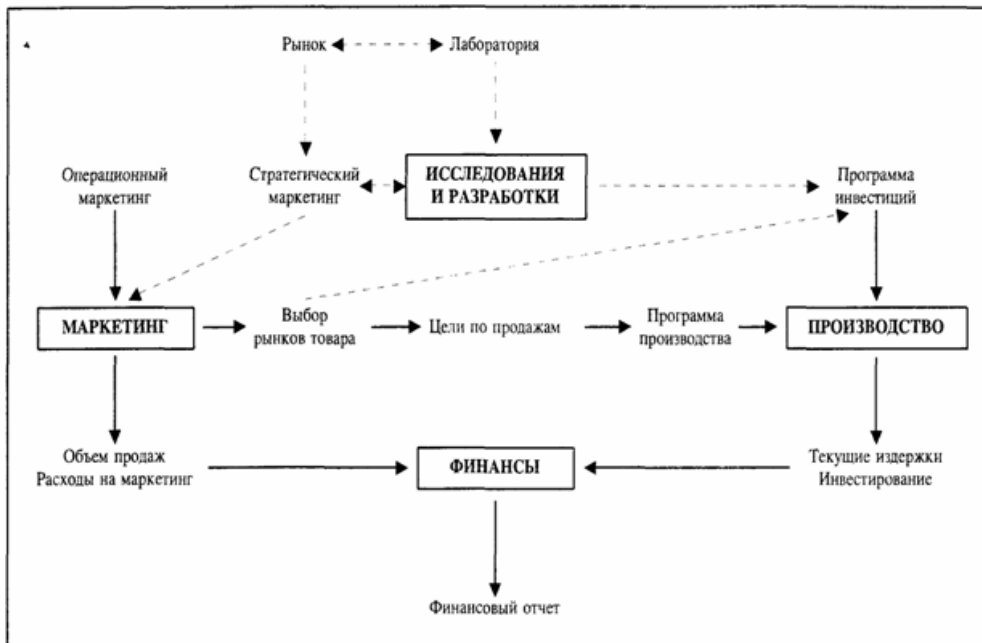 Рынок
Лаборатория
Операционный
маркетинг
Стратегический
маркетинг
ИССЛЕДОВАНИЯ
И РАЗРАБОТКИ
Программа
инвестиций
МАРКЕТИНГ
Выбор
рынков товара
Цели по продажам
Программа
производства
ПРОИЗВОДСТВО
Объем продаж
Расходы на маркетинг
ФИНАНСЫ
Текущие издержки
Инвестирование
Финансовый отчет